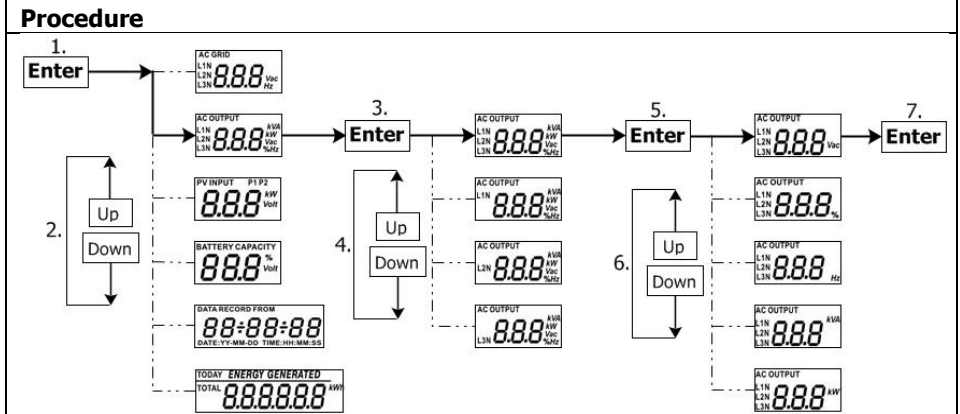 Procedure
1.
Enter
2.
Up
Down
AC GRID
L1N
L2N
L3N
8.8.8
Vac
Hz
AC OUTPUT
L1N
L2N
L3N
8.8.8
kVA
kW
Vac
%Hz
PV INPUT P1 P2
8.8.8
kW
Volt
BATTERY CAPACITY
88.8
%
Volt
DATA RECORD FROM
88:88:88
DATE:YY-MM-DD TIME:HH:MM:SS
TODAY ENERGY GENERATED
TOTAL 8.8.8.8.8.8 kWh
3.
Enter
4.
Up
Down
AC OUTPUT
L1N
L2N
L3N
8.8.8
kVA
kW
Vac
%Hz
AC OUTPUT
L1N
8.8.8
kVA
kW
Vac
%Hz
AC OUTPUT
L2N
8.8.8
kVA
kW
Vac
%Hz
AC OUTPUT
L3N
8.8.8
kVA
kW
Vac
%Hz
5.
Enter
6.
Up
Down
AC OUTPUT
L1N
L2N
L3N
8.8.8 Vac
AC OUTPUT
L1N
L2N
L3N
8.8.8. %
AC OUTPUT
L1N
L2N
L3N
8.8.8 Hz
AC OUTPUT
L1N
L2N
L3N
8.8.8 kVA
AC OUTPUT
L1N
L2N
L3N
8.8.8 kW
7.
Enter